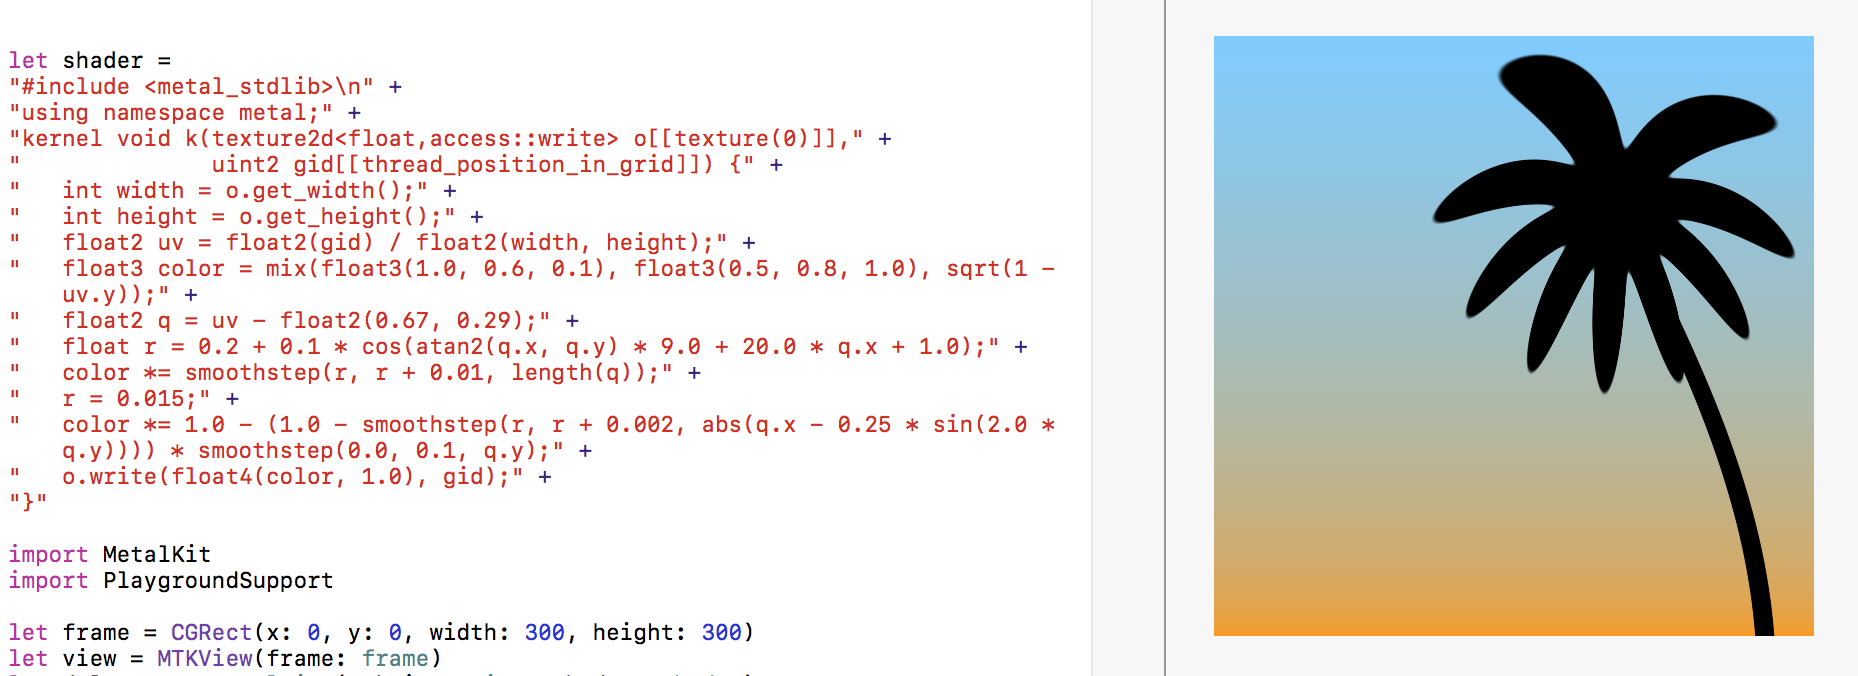 let shader =
"#include <metal_stdlib>\n" +
"using namespace metal;" +
"kernel void k(texture2d<float,access::write> o[[texture(0)]]," +
"              uint2 gid[[thread_position_in_grid]]) {" +
"   int width = o.get_width();" +
"   int height = o.get_height();" +
"   float2 uv = float2(gid) / float2(width, height);" +
"   float3 color = mix(float3(1.0, 0.6, 0.1), float3(0.5, 0.8, 1.0), sqrt(1 -
    uv.y));" +
"   float2 q = uv - float2(0.67, 0.29);" +
"   float r = 0.2 + 0.1 * cos(atan2(q.x, q.y) * 9.0 + 20.0 * q.x + 1.0);" +
"   color *= smoothstep(r, r + 0.01, length(q));" +
"   r = 0.015;" +
"   color *= 1.0 - (1.0 - smoothstep(r, r + 0.002, abs(q.x - 0.25 * sin(2.0 *
    q.y)))) * smoothstep(0.0, 0.1, q.y);" +
"   o.write(float4(color, 1.0), gid);" +
"}"
import MetalKit
import PlaygroundSupport
let frame = CGRect(x: 0, y: 0, width: 300, height: 300)
let view = MTKView(frame: frame)